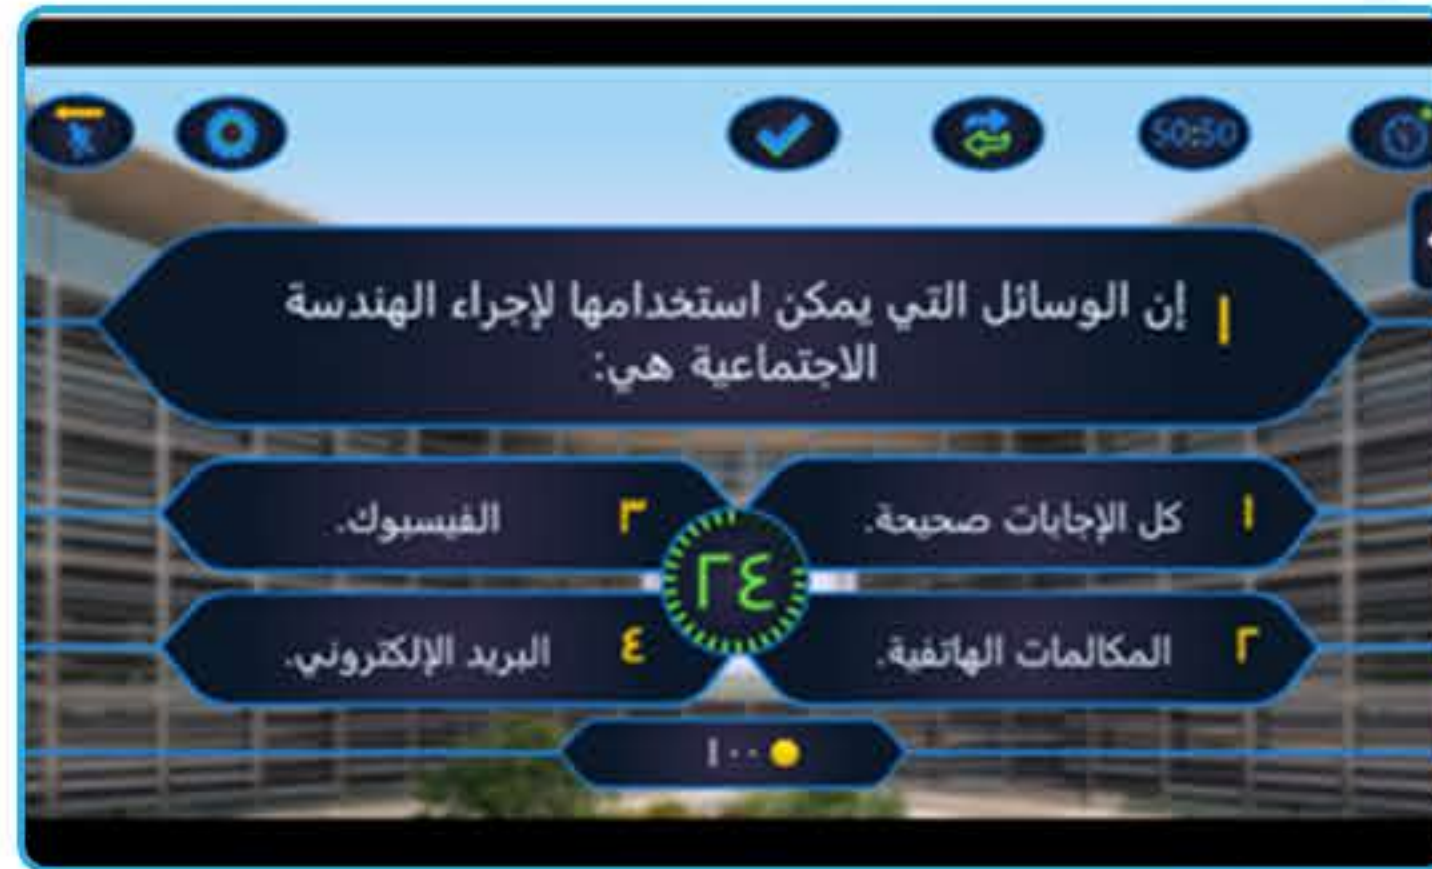 50:50
١ إن الوسائل التي يمكن استخدامها لإجراء الهندسة
الاجتماعية هي:
١ كل الإجابات صحيحة.
٣ الفيسبوك.
٢٤
٢ المكالمات الهاتفية.
٤ البريد الإلكتروني.
١٠٠